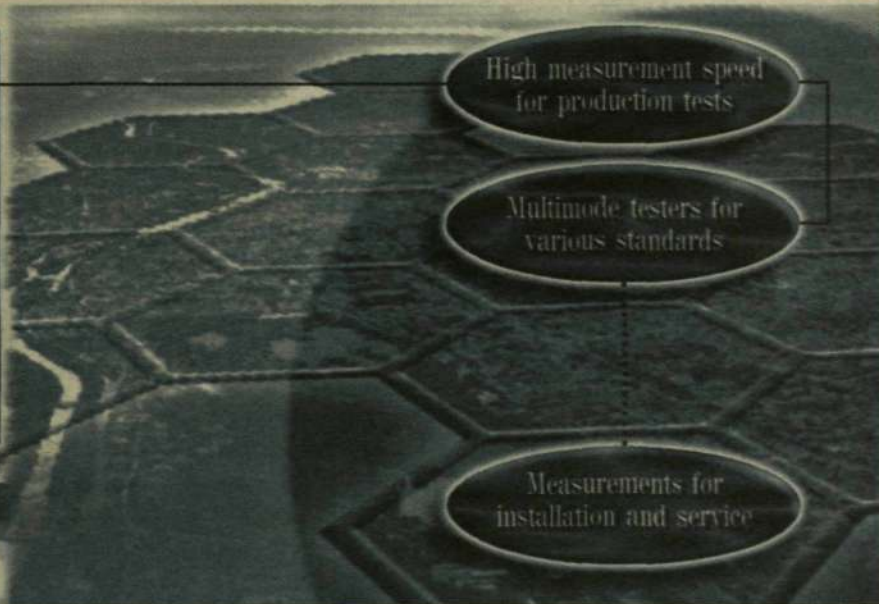 High measurement speed
for production tests
Multimode testers for
various standards
Measurements for
installation and service